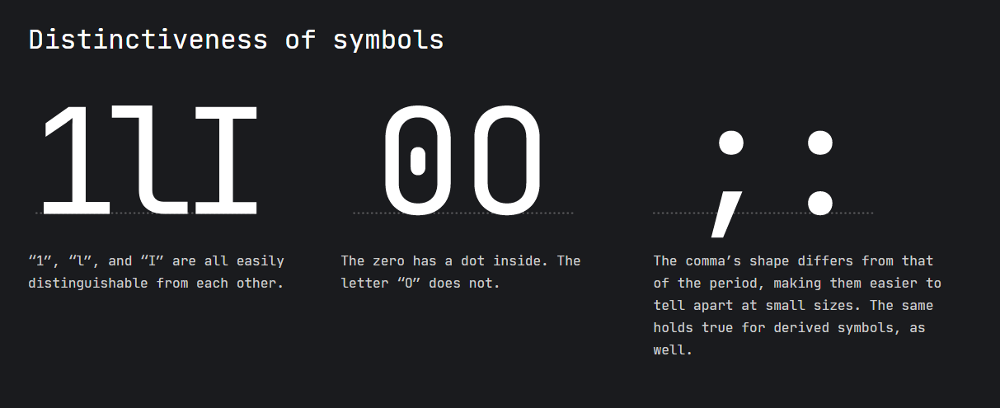 Distinctiveness of symbols
1lI
0O
;:
“1”, “l”, and “I” are all easily
distinguishable from each other.
The zero has a dot inside. The
letter “O” does not.
The comma’s shape differs from that
of the period, making them easier to
tell apart at small sizes. The same
holds true for derived symbols, as
well.